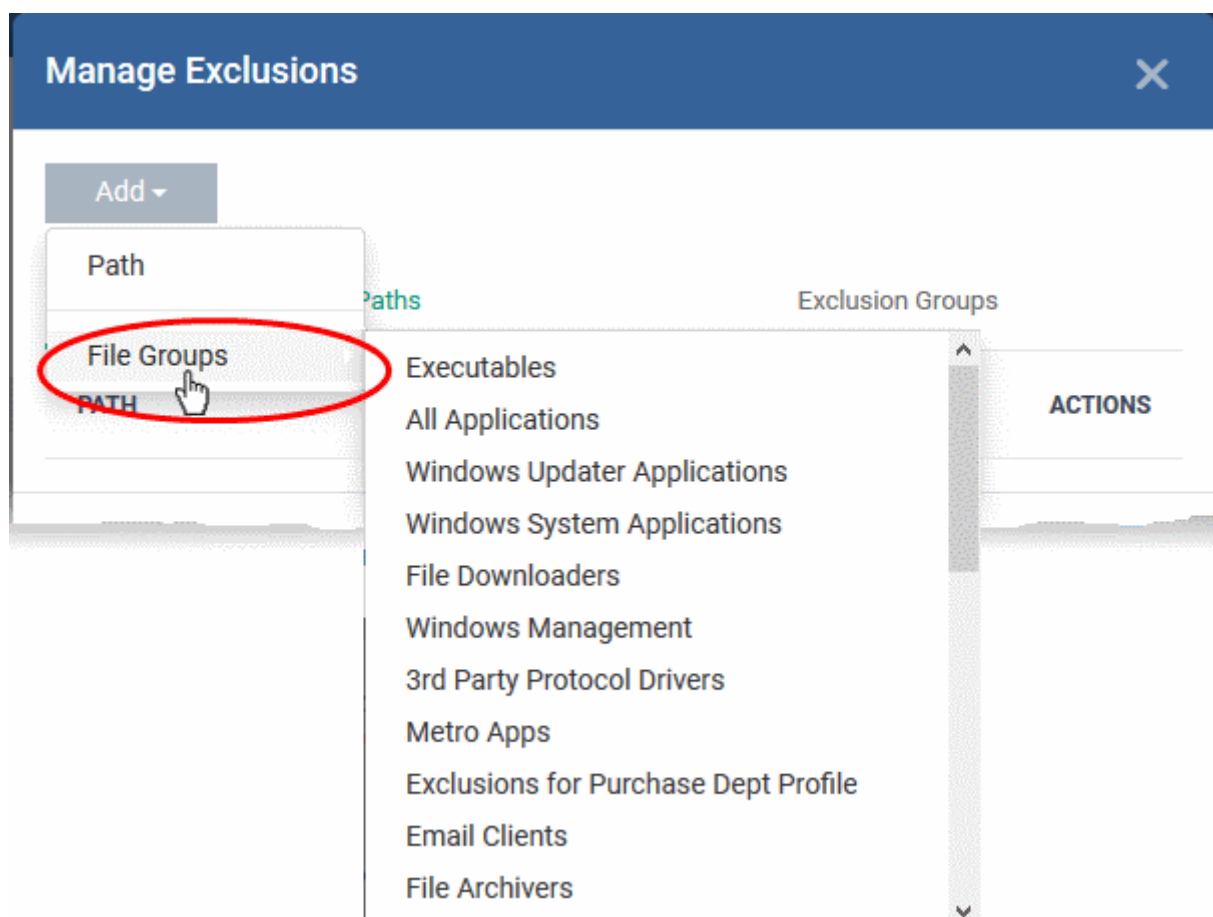 Manage Exclusions
Add
Path
File Groups
Paths
Exclusion Groups
PATH
ACTIONS
Executables
All Applications
Windows Updater Applications
Windows System Applications
File Downloaders
Windows Management
3rd Party Protocol Drivers
Metro Apps
Exclusions for Purchase Dept Profile
Email Clients
File Archivers